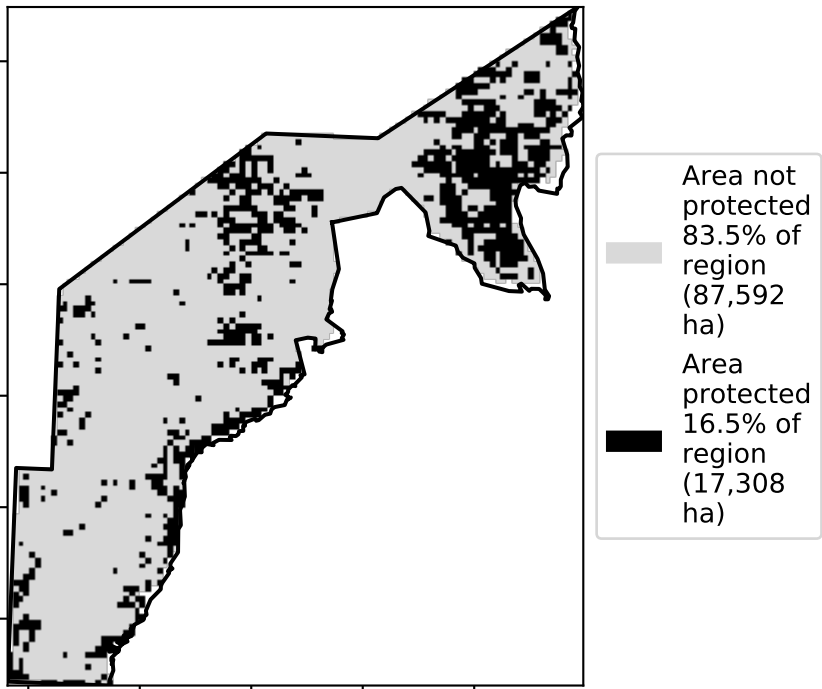 Area not
protected
83.5% of
region
(87,592
ha)
Area
protected
16.5% of
region
(17,308
ha)